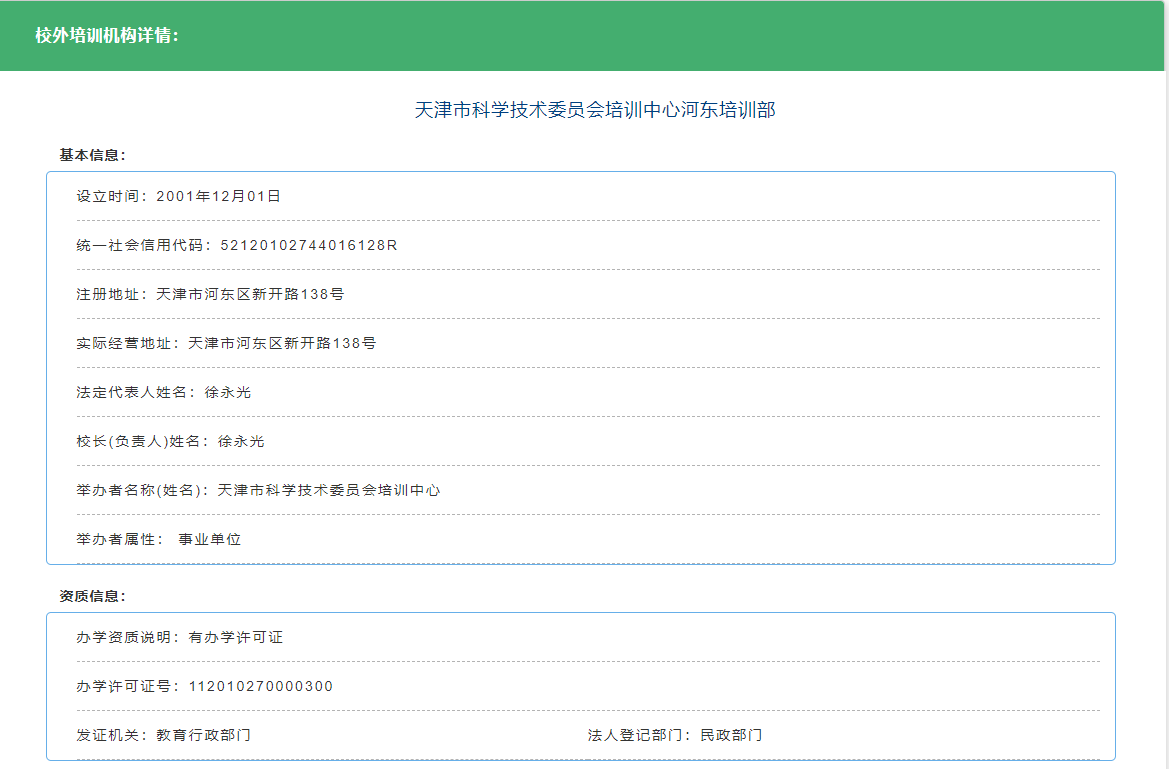 校外培训机构详情：
天津市科学技术委员会培训中心河东培训部
基本信息：
设立时间：2001年12月01日
统一社会信用代码：52120102744016128R
注册地址：天津市河东区新开路138号
实际经营地址：天津市河东区新开路138号
法定代表人姓名：徐永光
校长(负责人)姓名：徐永光
举办者名称(姓名)：天津市科学技术委员会培训中心
举办者属性： 事业单位
资质信息：
办学资质说明：有办学许可证
办学许可证号：112010270000300
发证机关：教育行政部门 法人登记部门：民政部门